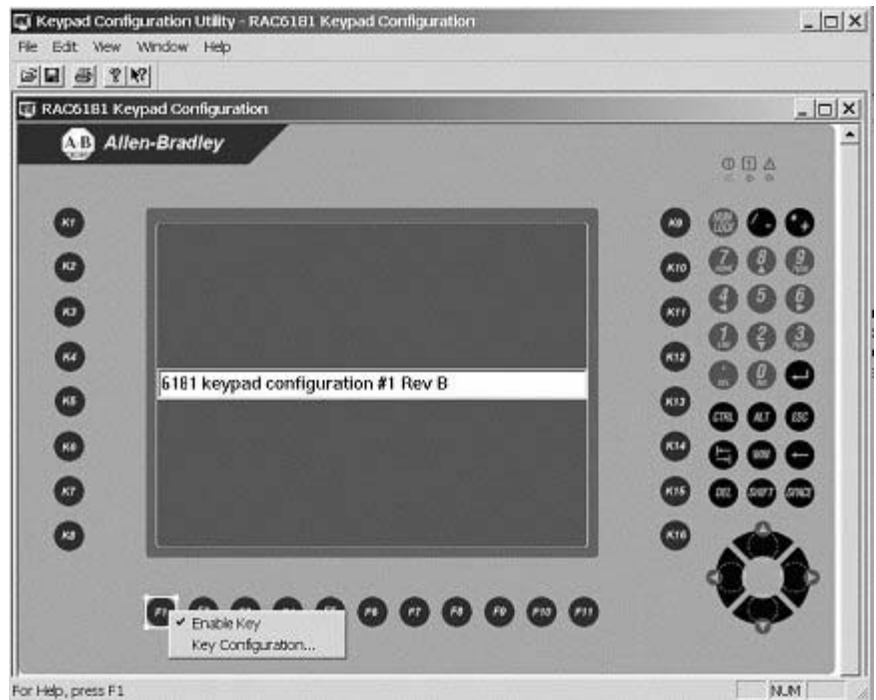 Keypad Configuration Utility - RAC6181 Keypad Configuration
File Edit View Window Help
RAC6181 Keypad Configuration
A·B Allen-Bradley
K1
K2
K3
K4
K5
K6
K7
K8
6181 keypad configuration #1 Rev B
K9
K10
K11
K12
K13
K14
K15
K16
NUM LOCK / - * +
7 HOME 8 9
4 5 6
1 2 3
0
CTRL ALT ESC
DEL SHIFT SPACE
F1 F6 F7 F8 F9 F10 F11
Enable Key
Key Configuration...
For Help, press F1
NUM